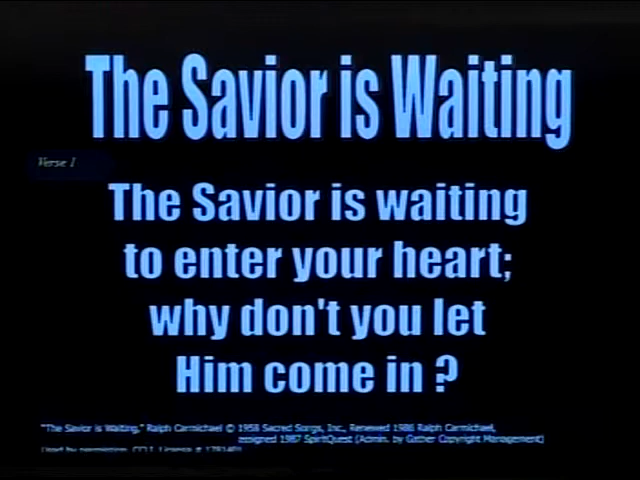 The Savior is Waiting
Verse 1
The Savior is waiting
to enter your heart;
why don't you let
Him come in ?
"The Savior is Waiting," Ralph Carmichael © 1958 Sacred Songs, Inc., Renewed 1986 Ralph Carmichael,
assigned 1987 SpiritQuest (Admin. by Gaither Copyright Management)